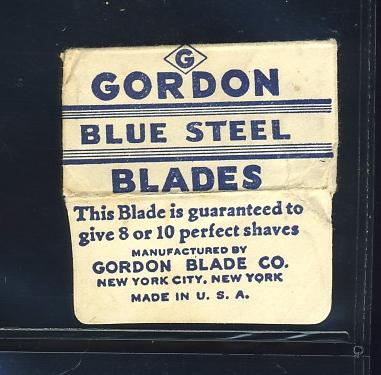 G
GORDON
BLUE STEEL
BLADES
This Blade is guaranteed to
give 8 or 10 perfect shaves
MANUFACTURED BY
GORDON BLADE CO.
NEW YORK CITY, NEW YORK
MADE IN U. S. A.